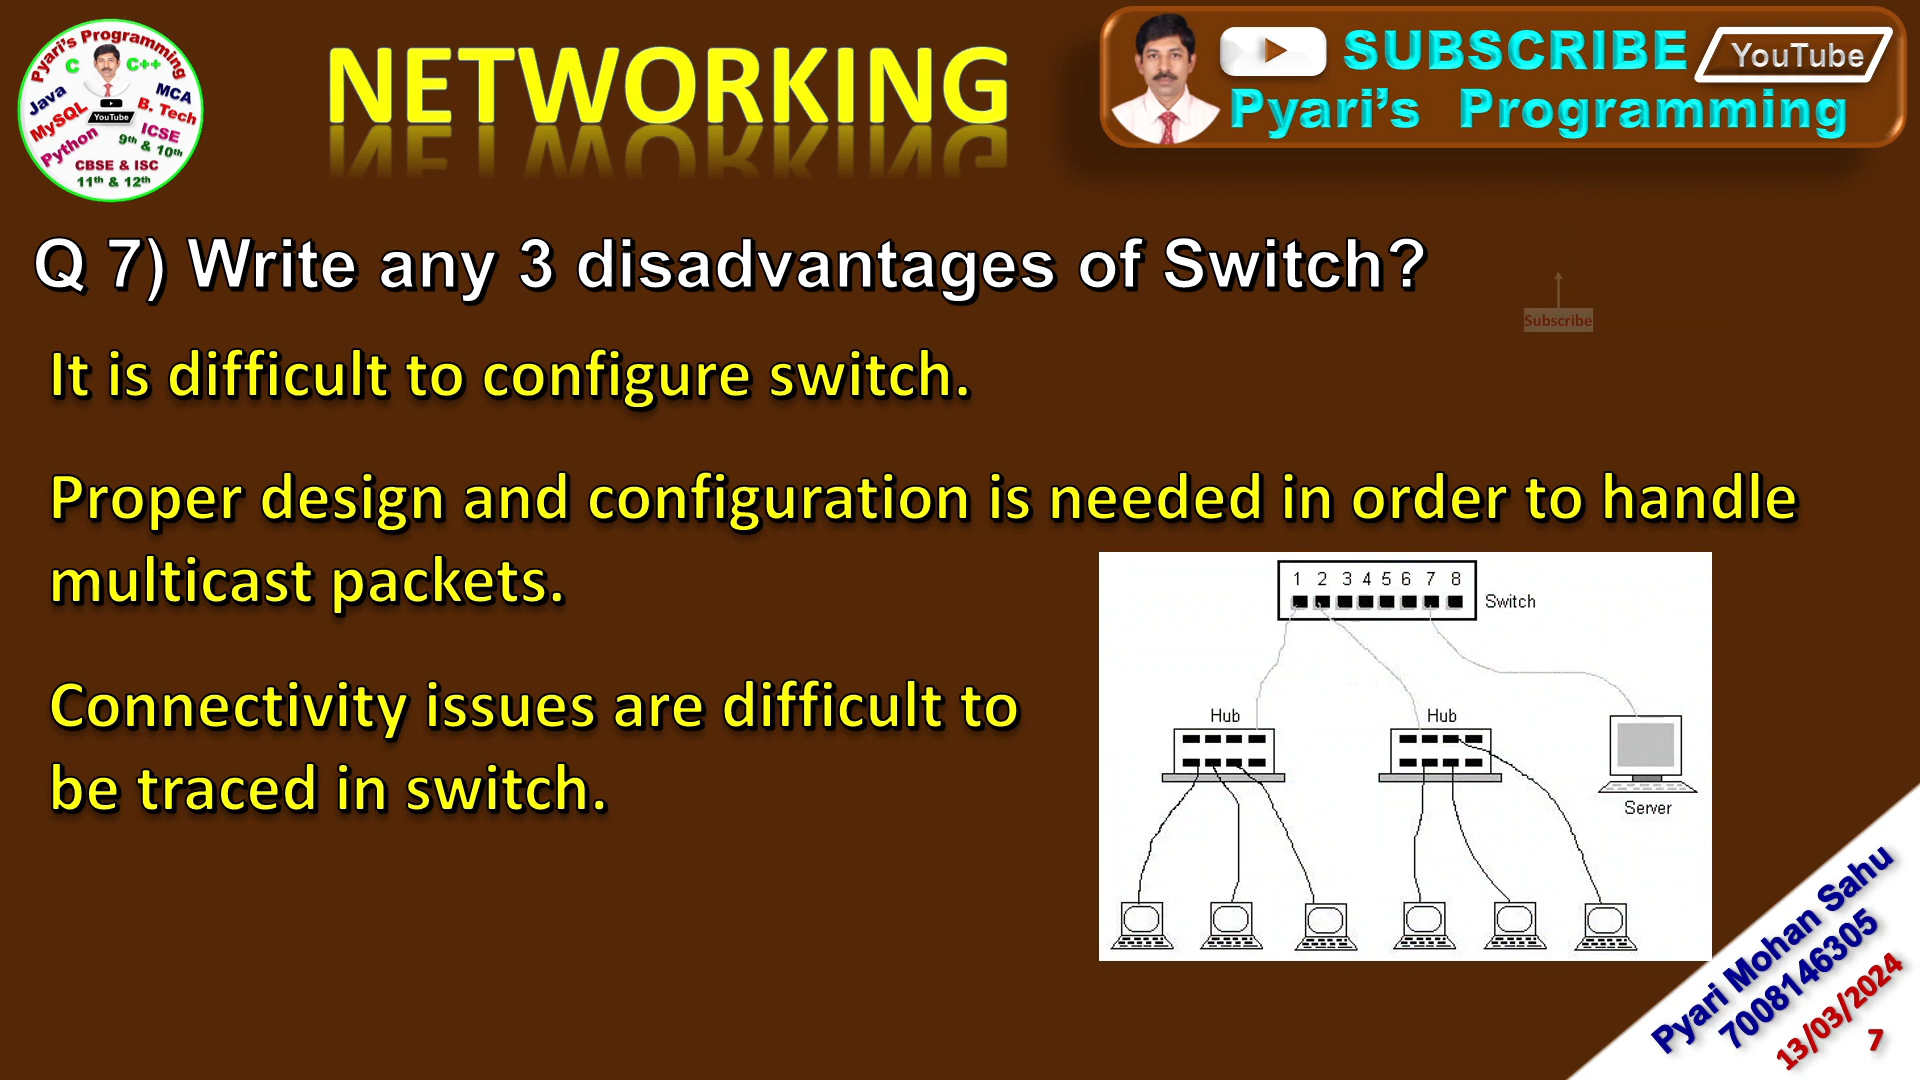 Pyari's Programming
C
C++
Java
MCA
MySQL
B. Tech
YouTube
Python
ICSE
9th & 10th
CBSE & ISC
11th & 12th
NETWORKING
SUBSCRIBE YouTube
Pyari’s Programming
Q 7) Write any 3 disadvantages of Switch?
Subscribe
It is difficult to configure switch.
Proper design and configuration is needed in order to handle
multicast packets.
Connectivity issues are difficult to
be traced in switch.
1 2 3 4 5 6 7 8
Switch
Hub
Hub
Server
Pyari Mohan Sahu
7008146305
13/03/2024
7